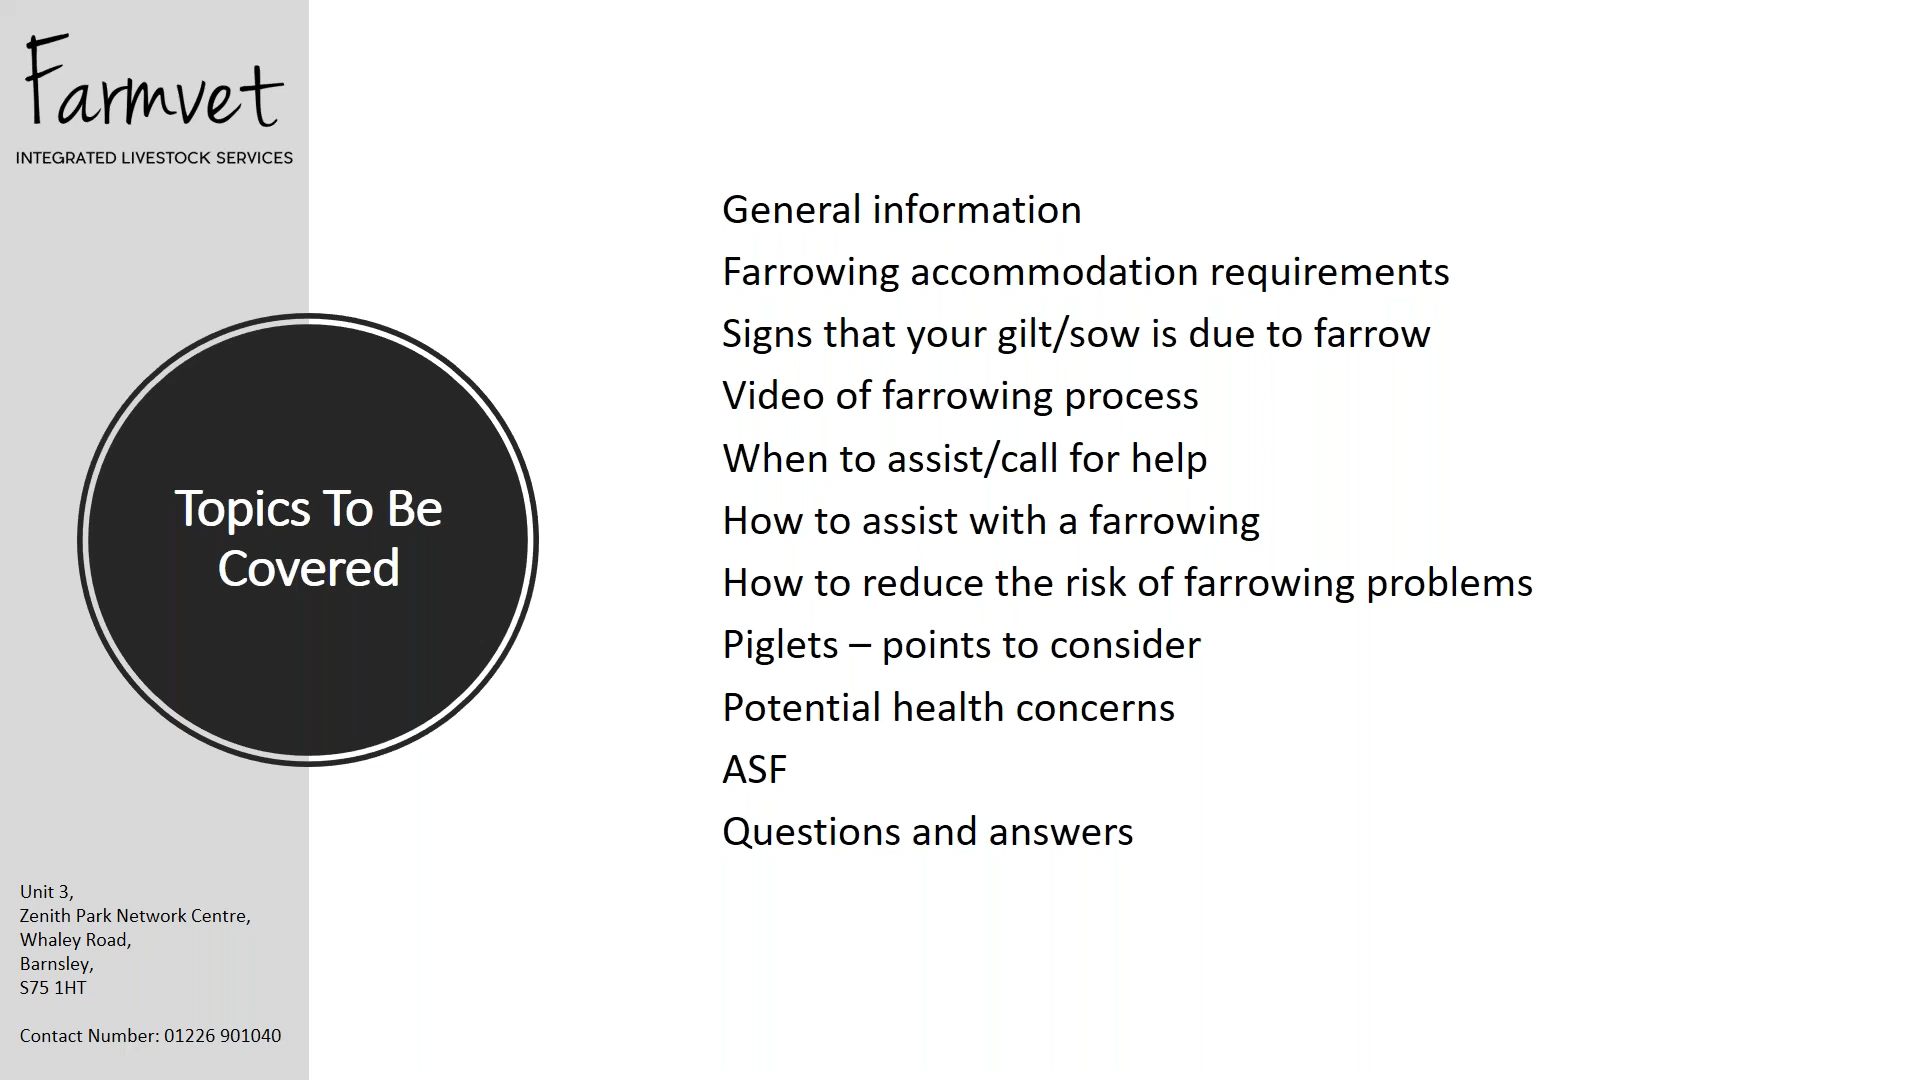 Farmvet
INTEGRATED LIVESTOCK SERVICES
Topics To Be
Covered
General information
Farrowing accommodation requirements
Signs that your gilt/sow is due to farrow
Video of farrowing process
When to assist/call for help
How to assist with a farrowing
How to reduce the risk of farrowing problems
Piglets – points to consider
Potential health concerns
ASF
Questions and answers
Unit 3,
Zenith Park Network Centre,
Whaley Road,
Barnsley,
S75 1HT
Contact Number: 01226 901040